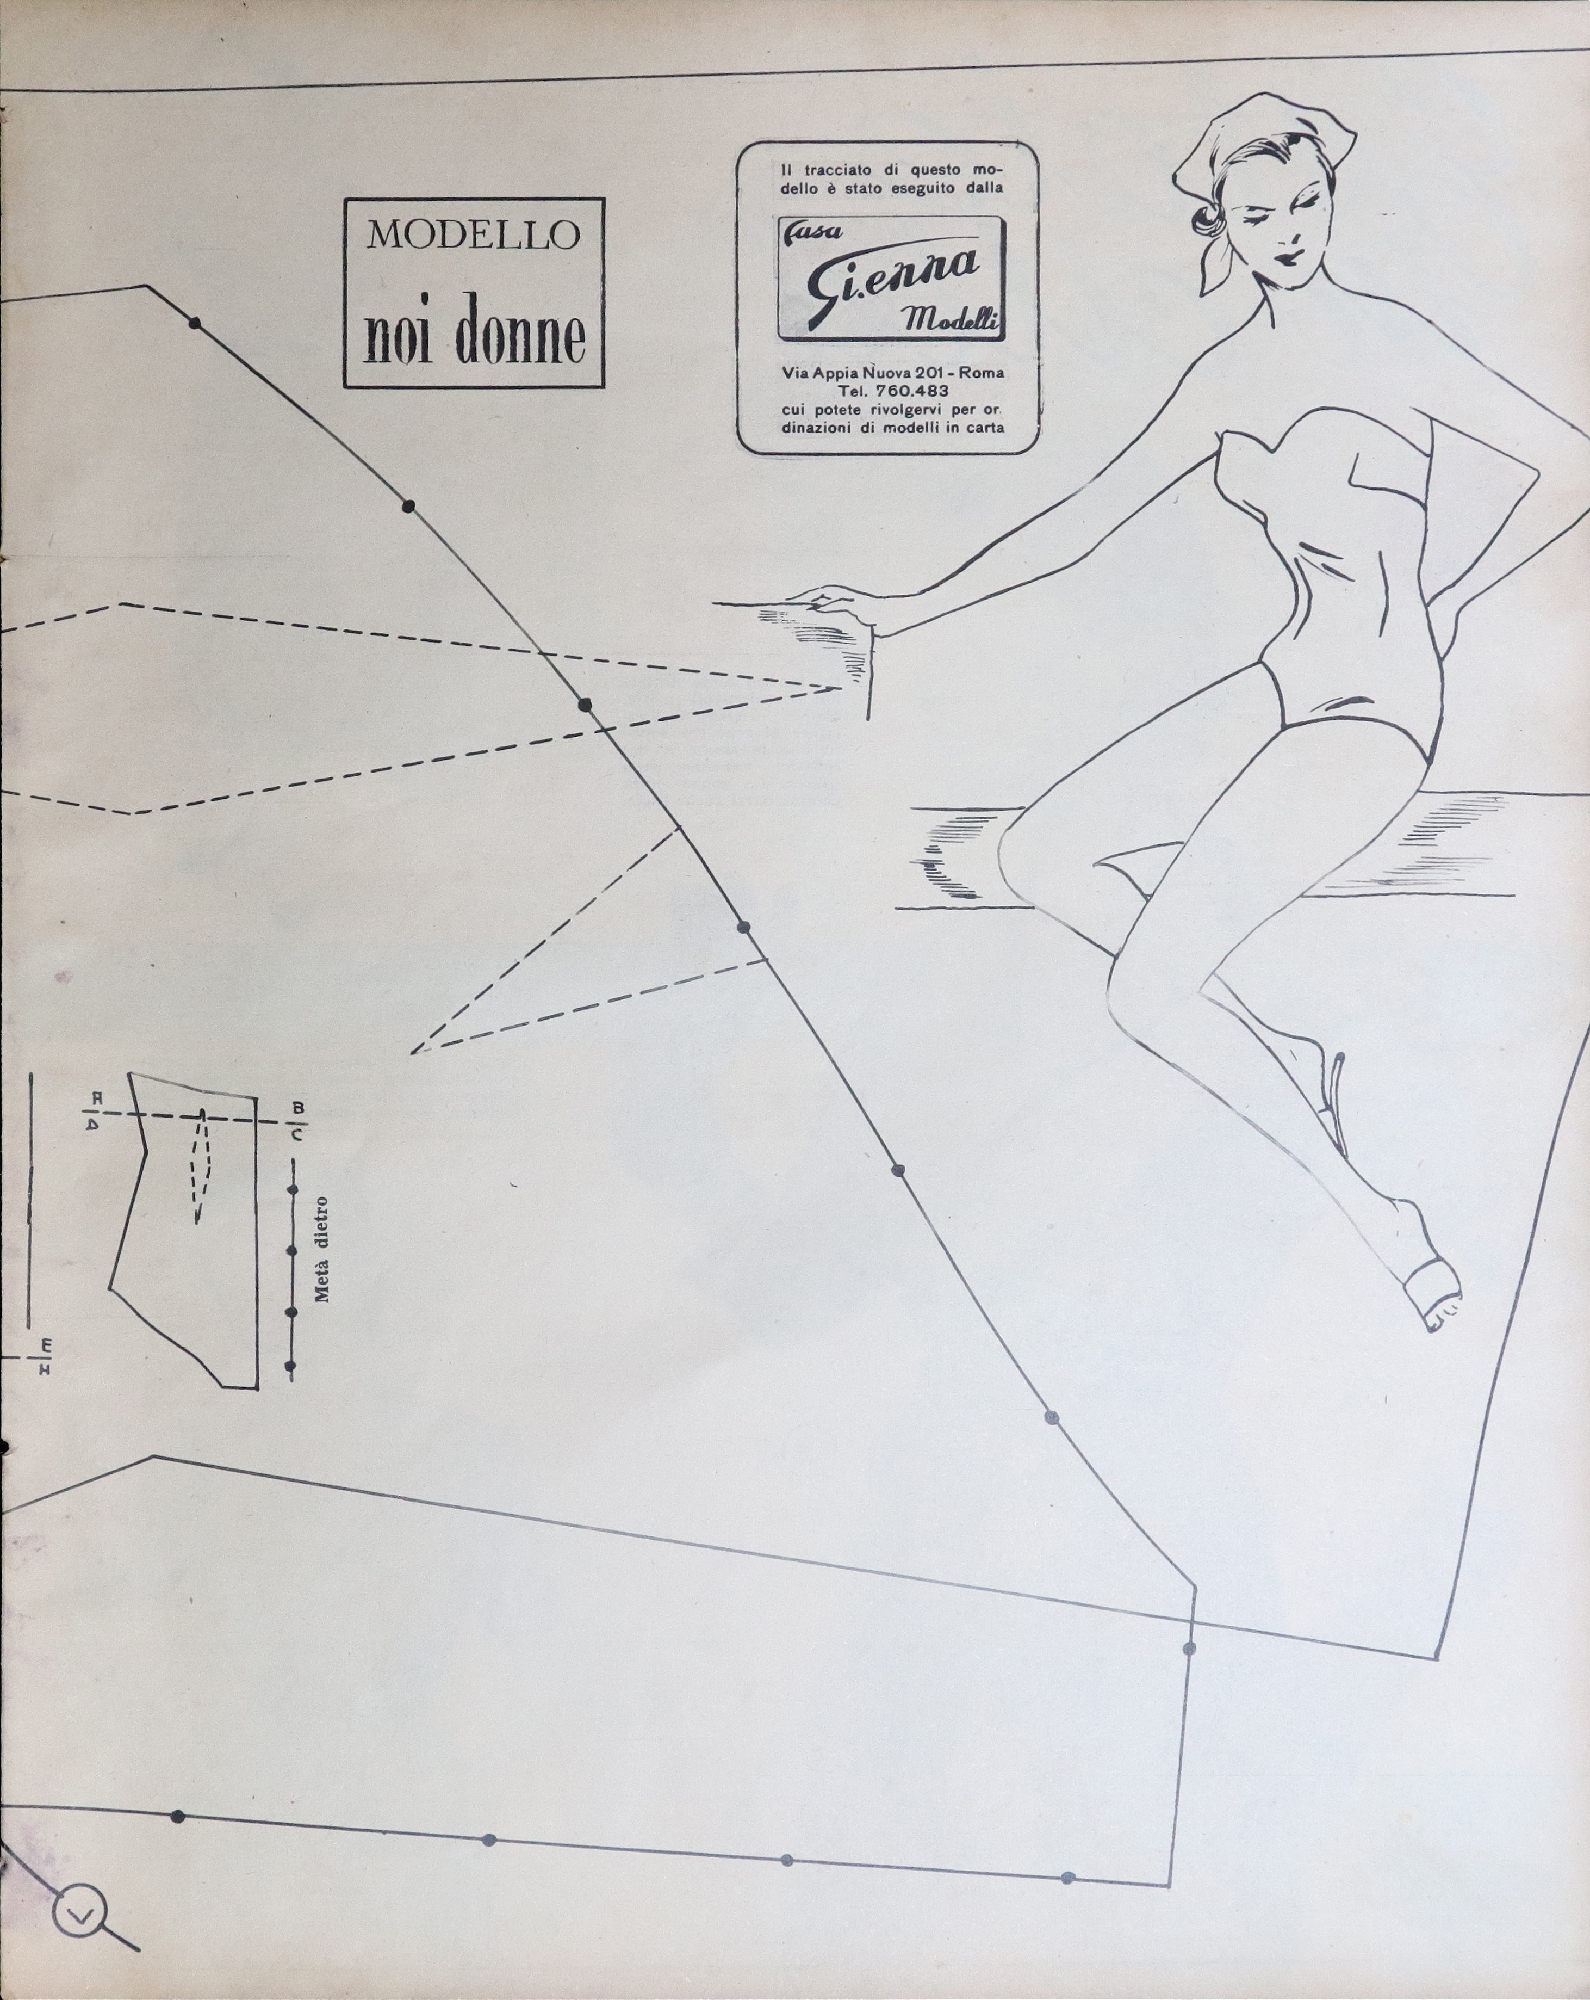 MODELLO
noi donne
Il tracciato di questo mo-
dello è stato eseguito dalla
Casa
Gi.enna
Modelli
Via Appia Nuova 201 - Roma
Tel. 760.483
cui potete rivolgervi per or.
dinazioni di modelli in carta
A
D
B
C
Metà dietro
E
V